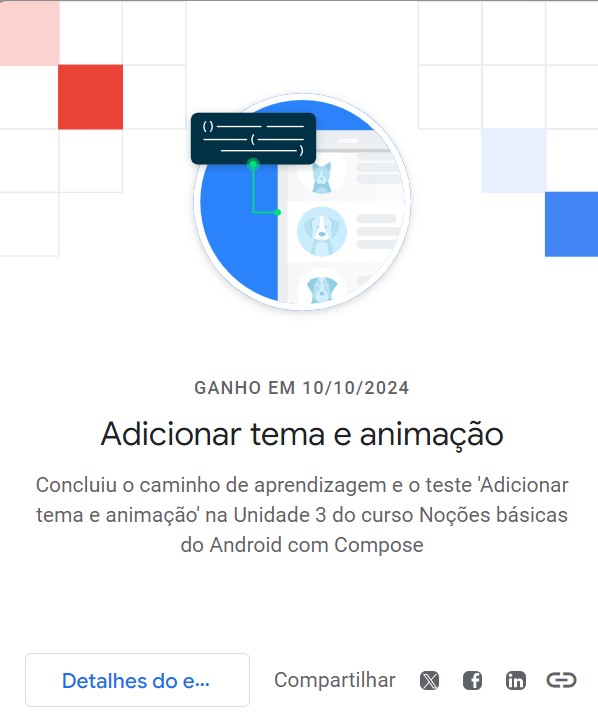 GANHO EM 10/10/2024
Adicionar tema e animação
Concluiu o caminho de aprendizagem e o teste 'Adicionar
tema e animação' na Unidade 3 do curso Noções básicas
do Android com Compose
Detalhes do e...
Compartilhar